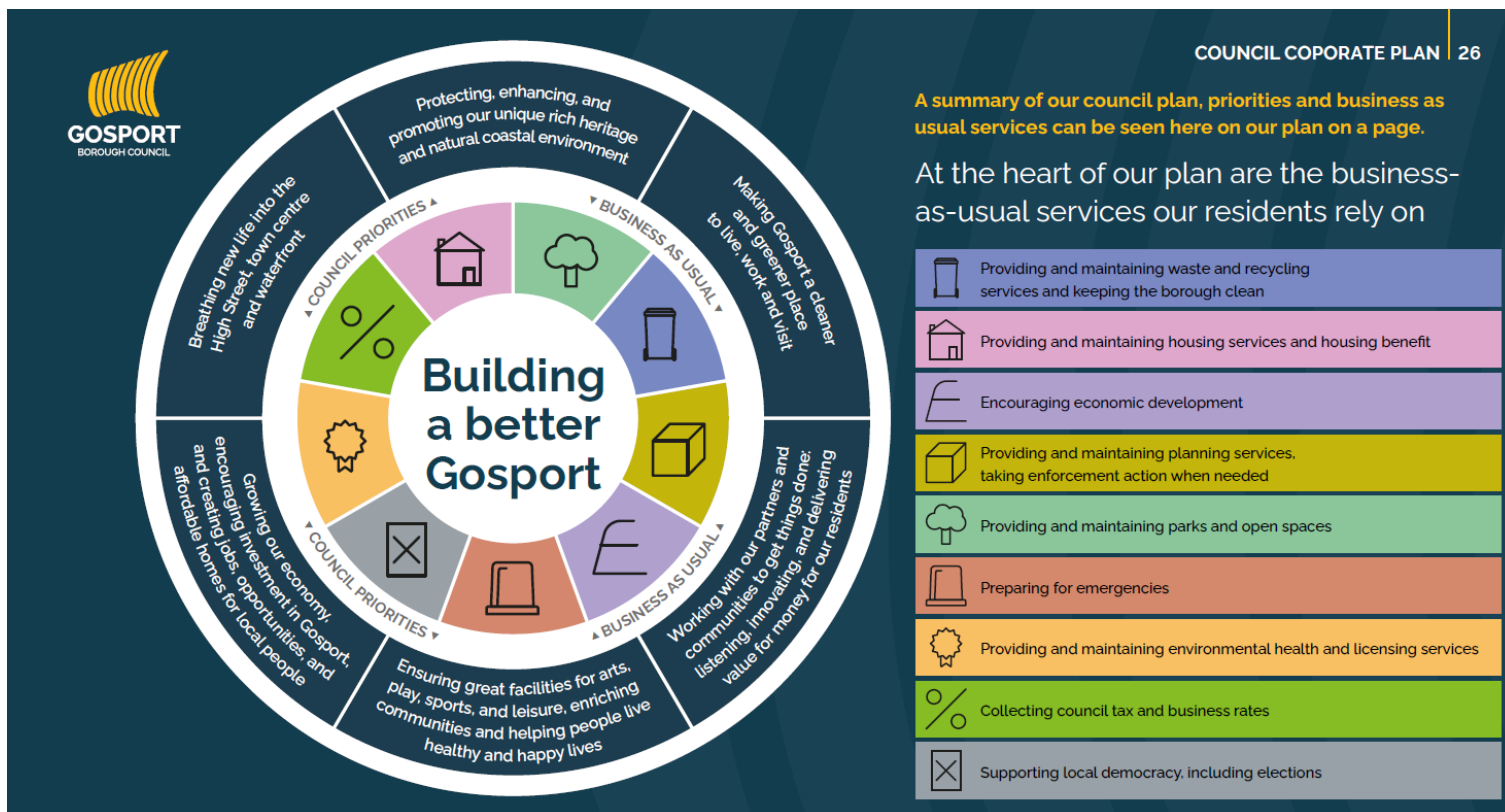 GOSPORT
BOROUGH COUNCIL
COUNCIL COPORATE PLAN | 26
Protecting, enhancing, and
promoting our unique rich heritage
and natural coastal environment
Making Gosport a cleaner
and greener place
to live, work and visit
Working with our partners and
communities to get things done:
listening, innovating, and delivering
value for money for our residents
Ensuring great facilities for arts,
play, sports, and leisure, enriching
communities and helping people live
healthy and happy lives
Growing our economy,
encouraging investment in Gosport,
and creating jobs, opportunities, and
affordable homes for local people
Breathing new life into the
High Street, town centre
and waterfront
▲ COUNCIL PRIORITIES ▲
▼ BUSINESS AS USUAL ▼
▲ BUSINESS AS USUAL ▲
▼ COUNCIL PRIORITIES ▼
Building
a better
Gosport
A summary of our council plan, priorities and business as
usual services can be seen here on our plan on a page.
At the heart of our plan are the business-
as-usual services our residents rely on
Providing and maintaining waste and recycling
services and keeping the borough clean
Providing and maintaining housing services and housing benefit
Encouraging economic development
Providing and maintaining planning services,
taking enforcement action when needed
Providing and maintaining parks and open spaces
Preparing for emergencies
Providing and maintaining environmental health and licensing services
Collecting council tax and business rates
Supporting local democracy, including elections